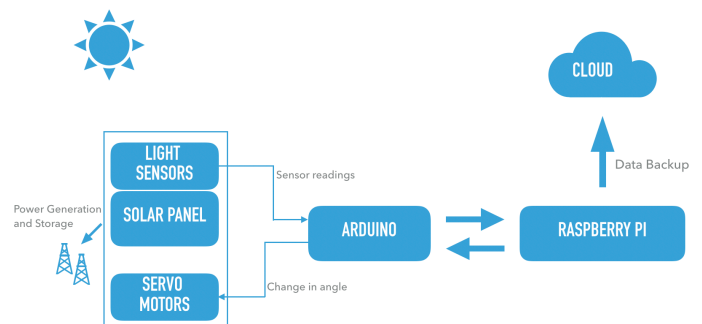 CLOUD
LIGHT
SENSORS
Data Backup
Sensor readings
Power Generation
and Storage
SOLAR PANEL
ARDUINO
RASPBERRY PI
SERVO
MOTORS
Change in angle